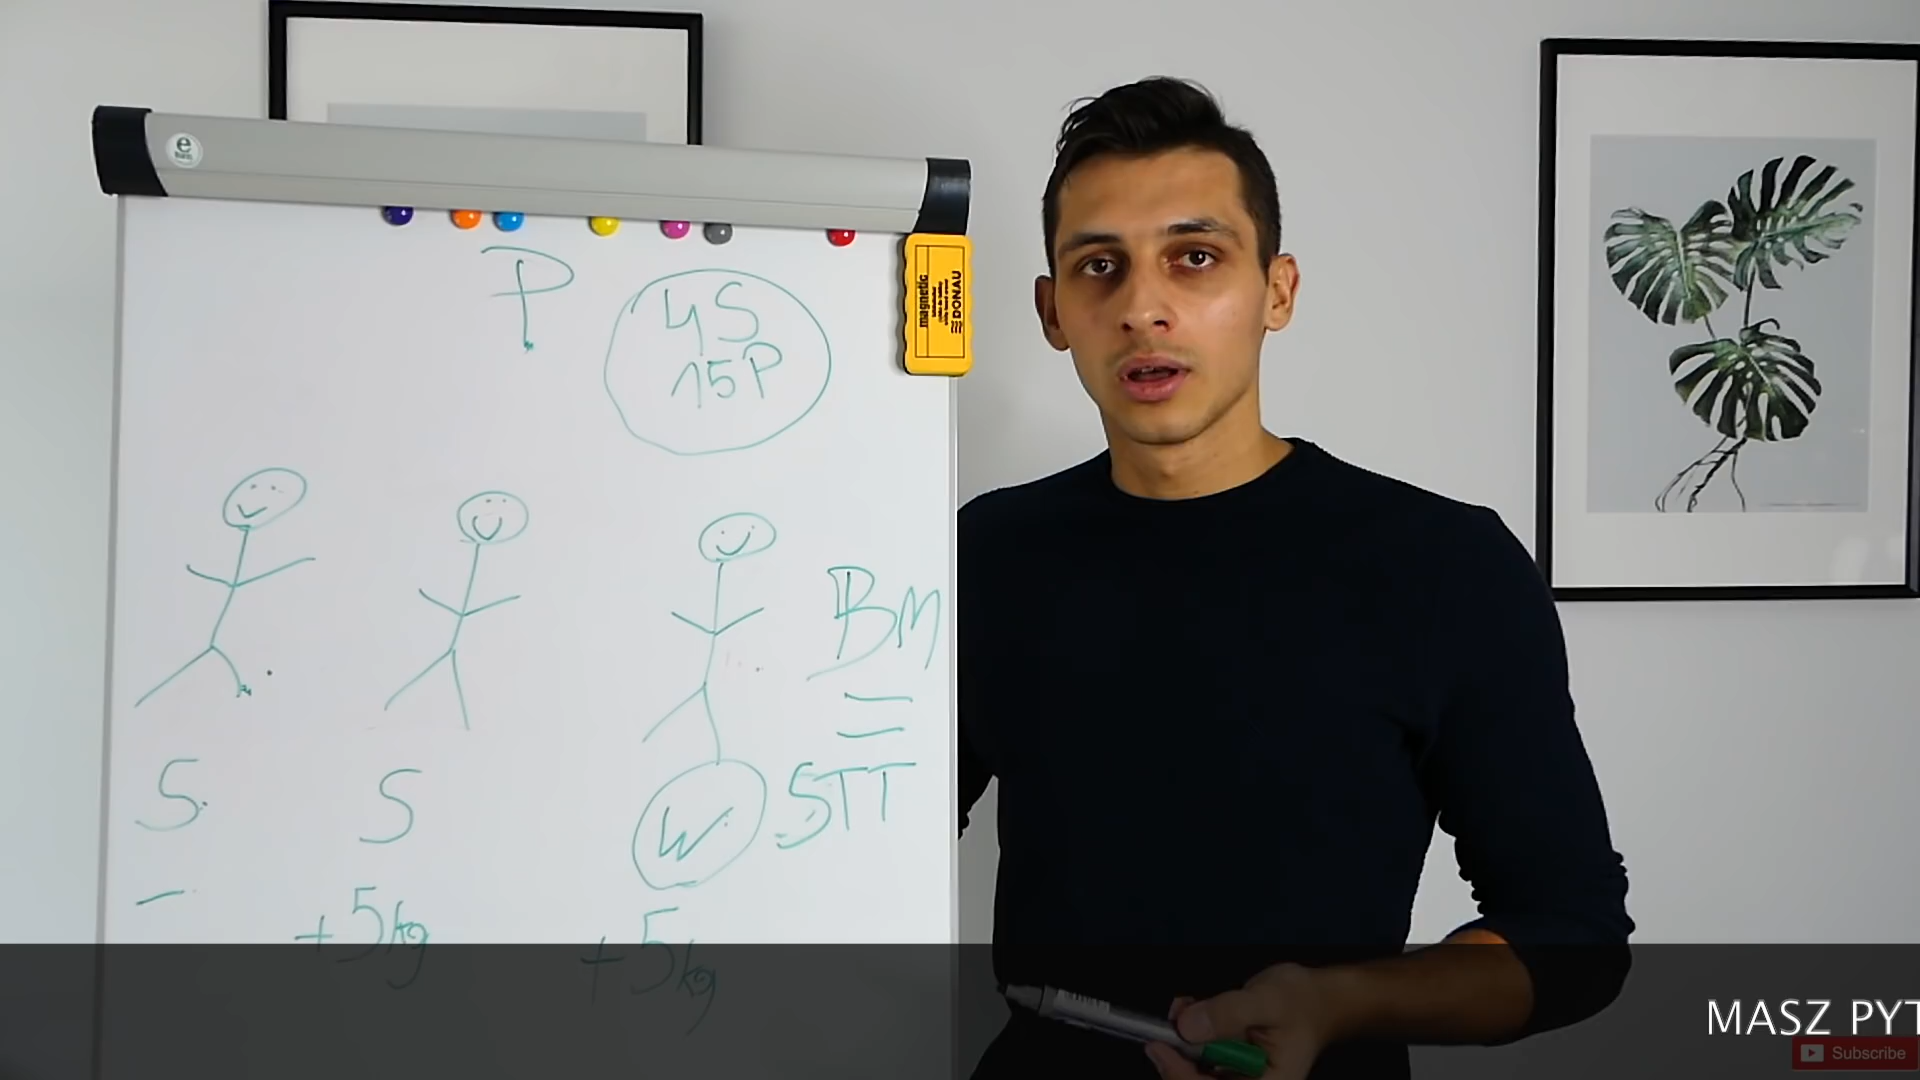 P
4S
15P
BM
=
STT
S
S
W
-
+5kg
+5kg
magnetic
DONAU
e
MASZ PYT
Subscribe